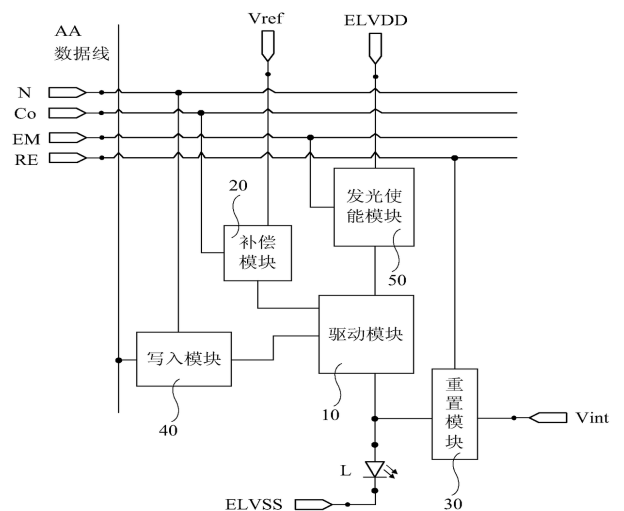 AA
数据线
Vref
ELVDD
N
Co
EM
RE
20
补偿
模块
发光使
能模块
50
驱动模块
10
写入模块
40
重置模块
30
Vint
L
ELVSS